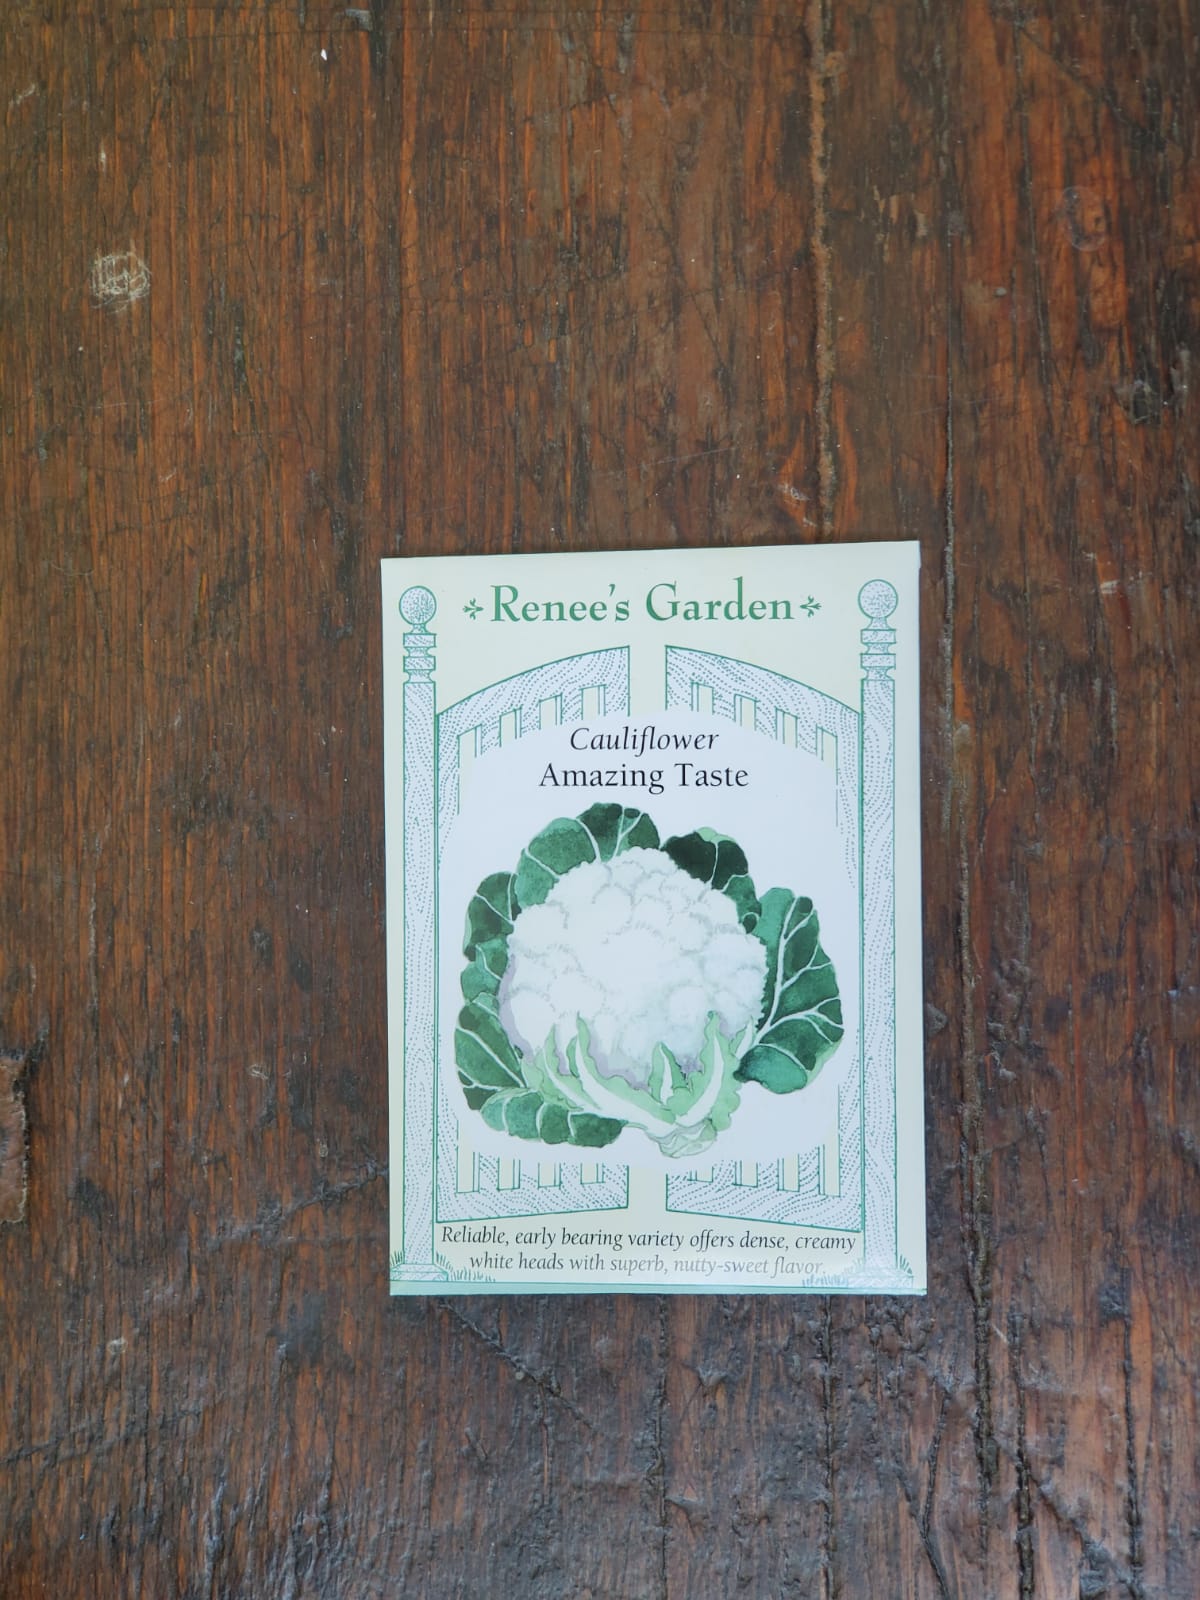 Renee's Garden
Cauliflower
Amazing Taste
Reliable, early bearing variety offers dense, creamy
white heads with superb, nutty-sweet flavor.